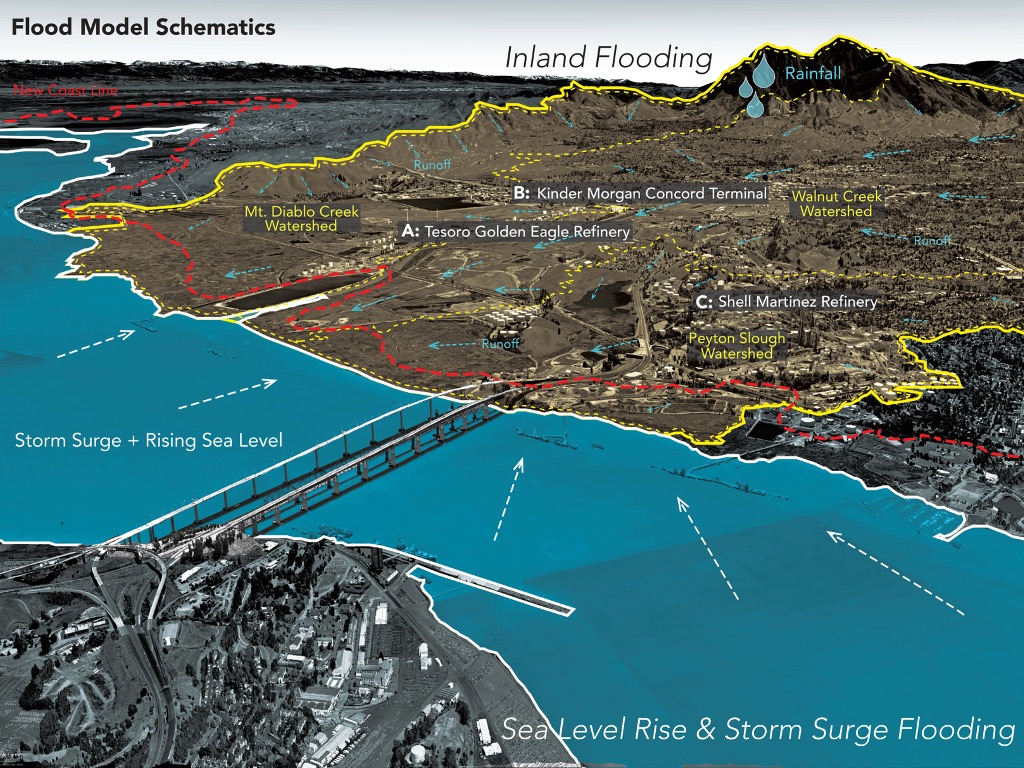 Flood Model Schematics
Inland Flooding
Rainfall
New Coast Line
Runoff
B: Kinder Morgan Concord Terminal
Walnut Creek
Watershed
Mt. Diablo Creek
Watershed
A: Tesoro Golden Eagle Refinery
Runoff
C: Shell Martinez Refinery
Runoff
Peyton Slough
Watershed
Storm Surge + Rising Sea Level
Sea Level Rise & Storm Surge Flooding